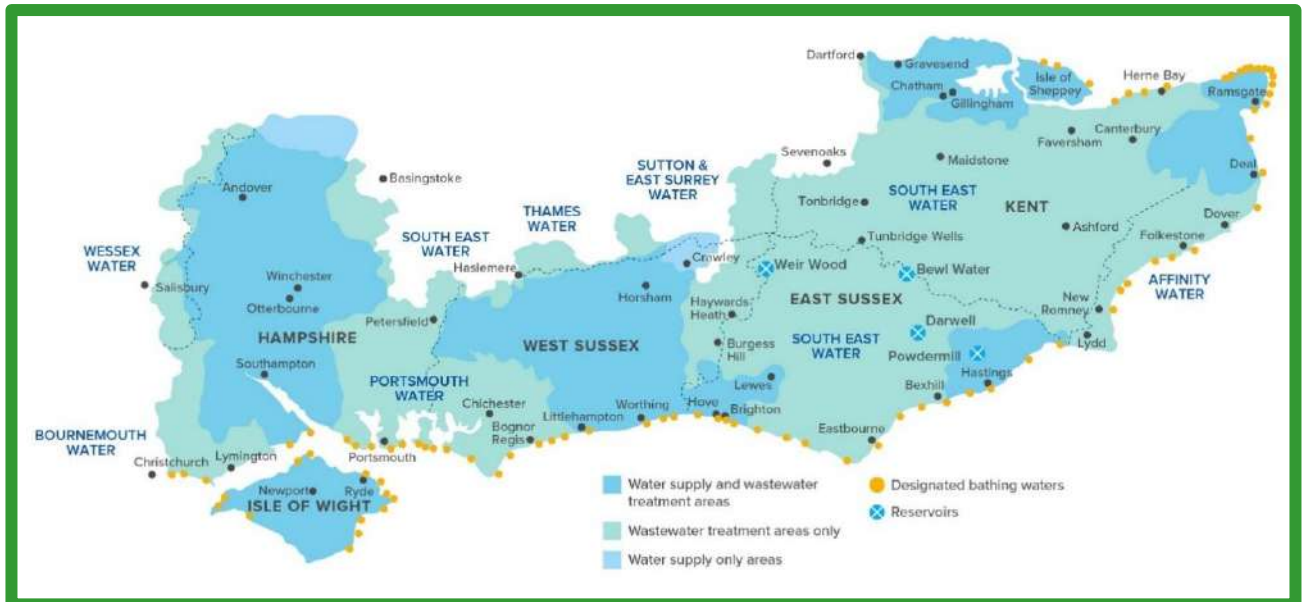 Dartford
Gravesend
Chatham
Gillingham
Isle of
Sheppey
Herne Bay
Ramsgate
Canterbury
Faversham
Sevenoaks
Maidstone
Deal
SUTTON &
EAST SURREY
WATER
Basingstoke
Andover
SOUTH EAST
WATER
KENT
Tonbridge
THAMES
WATER
Dover
Ashford
Folkestone
Tunbridge Wells
SOUTH EAST
WATER
WESSEX
WATER
Haslemere
Crawley
Weir Wood
Bewl Water
AFFINITY
WATER
Salisbury
Winchester
Otterbourne
Horsham
Haywards
Heath
EAST SUSSEX
New
Romney
Petersfield
HAMPSHIRE
WEST SUSSEX
Burgess
Hill
SOUTH EAST
WATER
Darwell
Lydd
Powdermill
Southampton
Hastings
PORTSMOUTH
WATER
Lewes
Bexhill
Chichester
Littlehampton
Worthing
Hove
Brighton
Bognor
Regis
Eastbourne
BOURNEMOUTH
WATER
Christchurch
Lymington
Portsmouth
Newport
Ryde
ISLE OF WIGHT
Water supply and wastewater
treatment areas
Wastewater treatment areas only
Water supply only areas
Designated bathing waters
Reservoirs